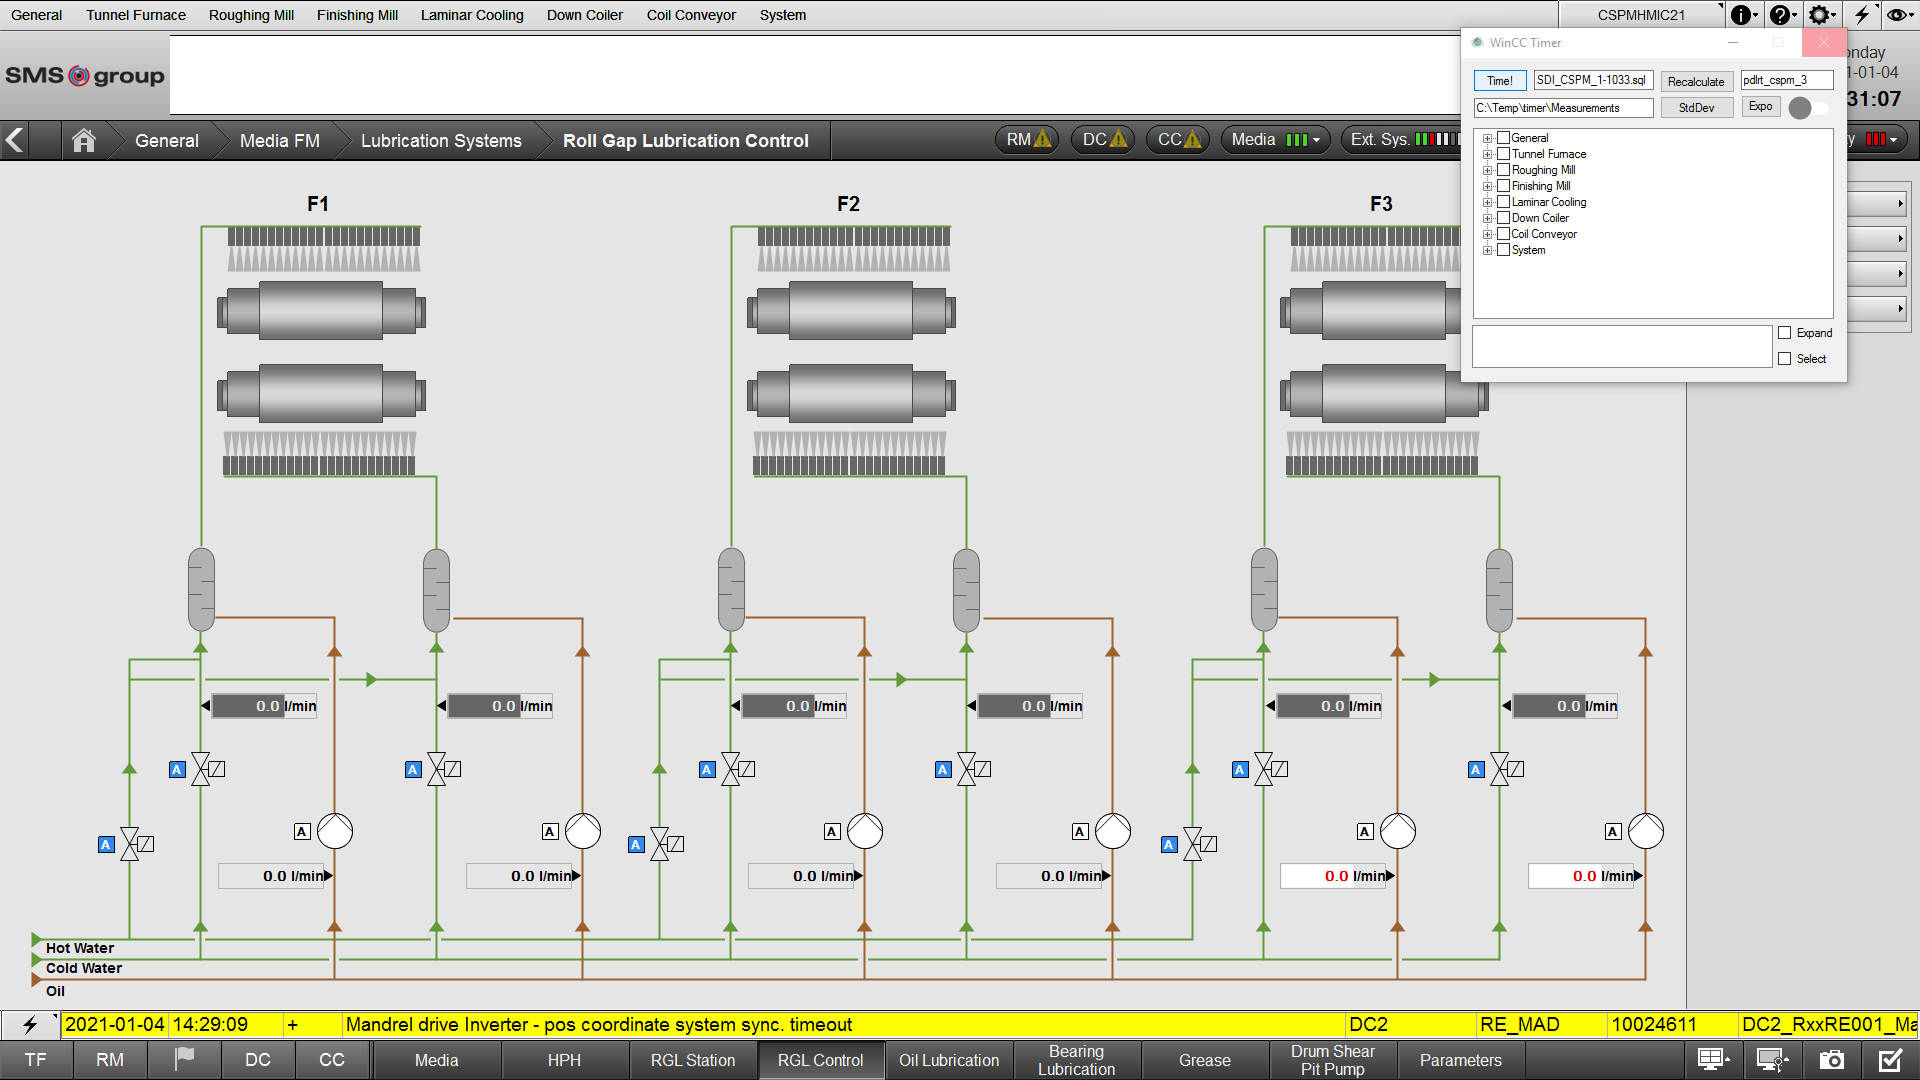 General Tunnel Furnace Roughing Mill Finishing Mill Laminar Cooling Down Coiler Coil Conveyor System CSPMHMIC21
SMS group
WinCC Timer
Time! SDI_CSPM_1-1033.sql Recalculate pdlrt_cspm_3
C:\Temp\timer\Measurements StdDev Expo
General
Tunnel Furnace
Roughing Mill
Finishing Mill
Laminar Cooling
Down Coiler
Coil Conveyor
System
Expand
Select
onday
1-01-04
31:07
General Media FM Lubrication Systems Roll Gap Lubrication Control RM DC CC Media Ext. Sys. y
F1 F2 F3
0.0 l/min 0.0 l/min 0.0 l/min 0.0 l/min 0.0 l/min 0.0 l/min
A A A A A A
A A A A A A
A A A
0.0 l/min 0.0 l/min 0.0 l/min 0.0 l/min 0.0 l/min 0.0 l/min
Hot Water
Cold Water
Oil
2021-01-04 14:29:09 + Mandrel drive Inverter - pos coordinate system sync. timeout DC2 RE_MAD 10024611 DC2_RxxRE001_Ma
TF RM DC CC Media HPH RGL Station RGL Control Oil Lubrication Bearing Lubrication Grease Drum Shear Pit Pump Parameters